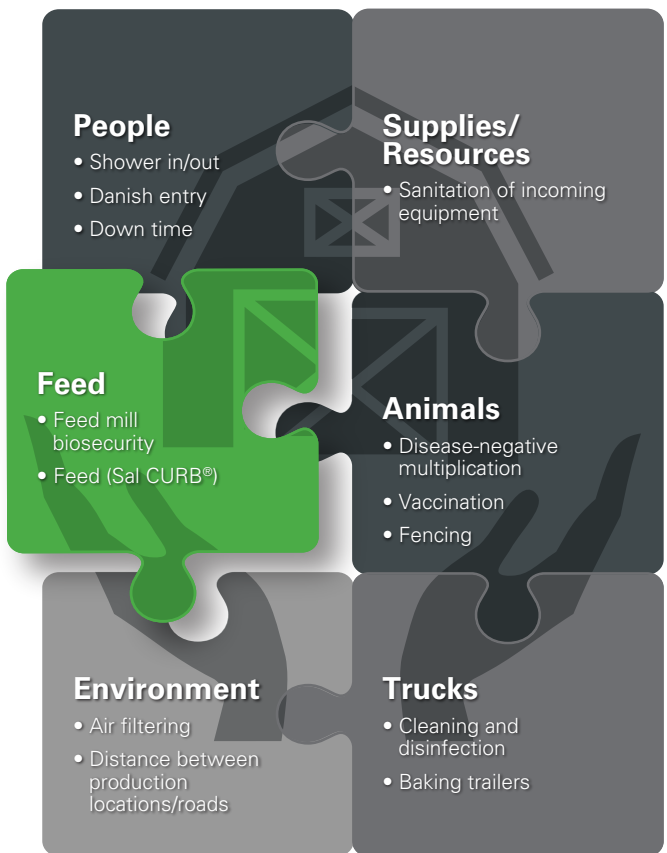 People
• Shower in/out
• Danish entry
• Down time
Supplies/
Resources
• Sanitation of incoming
equipment
Feed
• Feed mill
biosecurity
• Feed (Sal CURB®)
Animals
• Disease-negative
multiplication
• Vaccination
• Fencing
Environment
• Air filtering
• Distance between
production
locations/roads
Trucks
• Cleaning and
disinfection
• Baking trailers